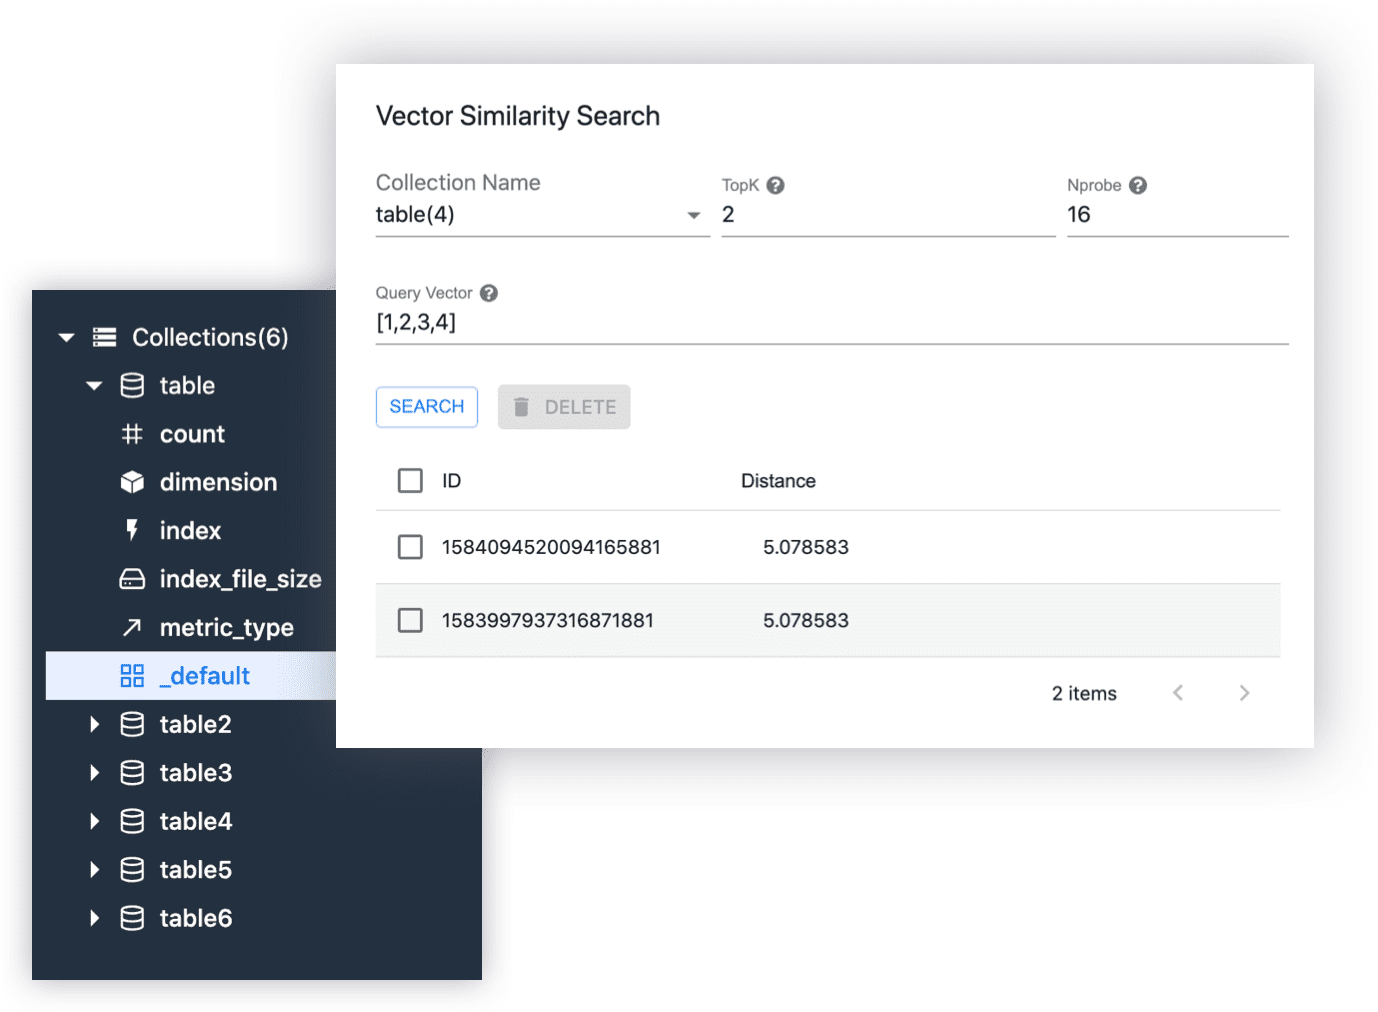 Vector Similarity Search
Collection Name
table(4)
TopK ?
2
Nprobe ?
16
Query Vector ?
[1,2,3,4]
SEARCH
DELETE
ID Distance
1584094520094165881 5.078583
1583997937316871881 5.078583
2 items
Collections(6)
table
count
dimension
index
index_file_size
metric_type
_default
table2
table3
table4
table5
table6